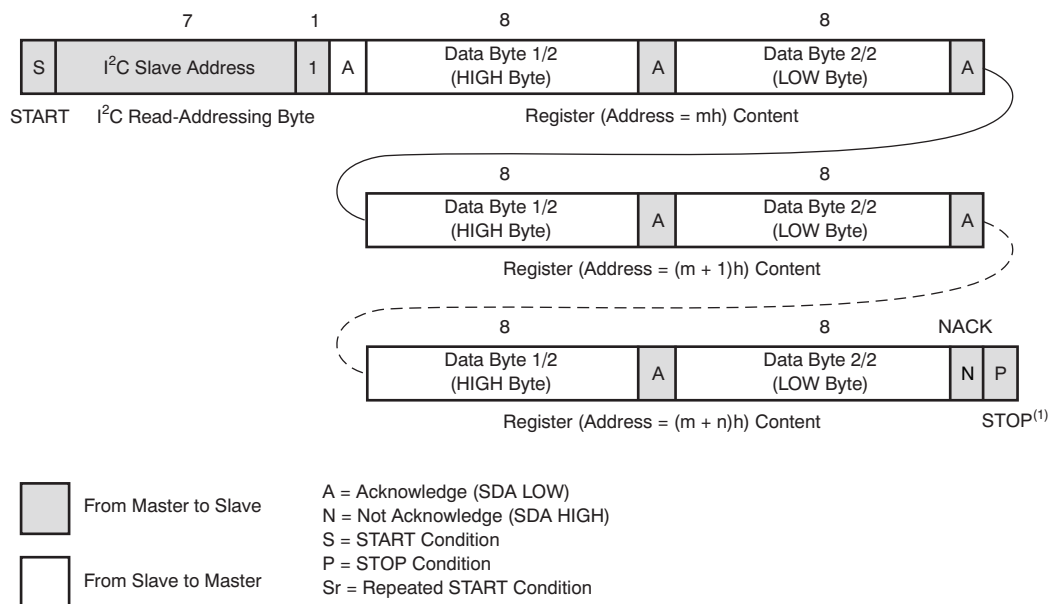 7 1 8 8
S I²C Slave Address 1 A Data Byte 1/2 (HIGH Byte) A Data Byte 2/2 (LOW Byte) A
START I²C Read-Addressing Byte Register (Address = mh) Content
8 8
Data Byte 1/2 (HIGH Byte) A Data Byte 2/2 (LOW Byte) A
Register (Address = (m + 1)h) Content
8 8 NACK
Data Byte 1/2 (HIGH Byte) A Data Byte 2/2 (LOW Byte) N P
Register (Address = (m + n)h) Content STOP⁽¹⁾
From Master to Slave
From Slave to Master
A = Acknowledge (SDA LOW)
N = Not Acknowledge (SDA HIGH)
S = START Condition
P = STOP Condition
Sr = Repeated START Condition